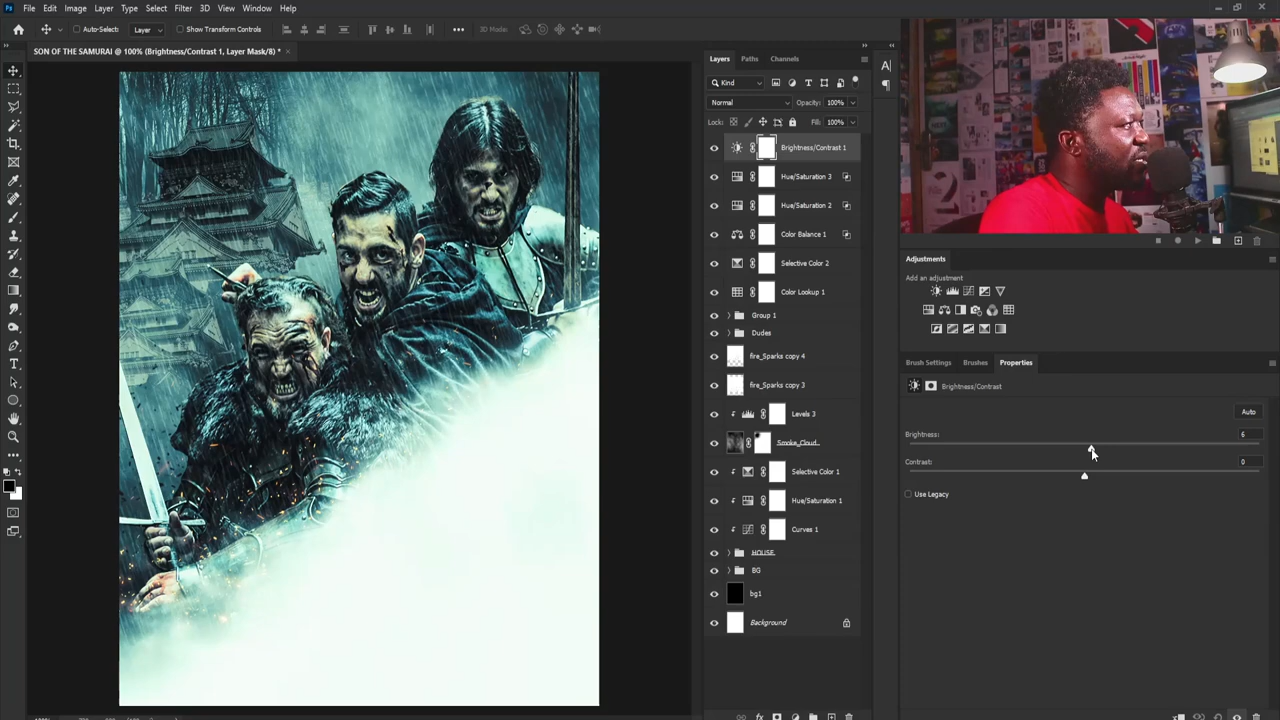 Ps File Edit Image Layer Type Select Filter 3D View Window Help
Auto-Select: Layer Show Transform Controls 3D Mode:
SON OF THE SAMURAI @ 100% (Brightness/Contrast 1, Layer Mask/8) *
Layers Paths Channels
Kind
Normal Opacity: 100%
Lock: Fill: 100%
Brightness/Contrast 1
Hue/Saturation 3
Hue/Saturation 2
Color Balance 1
Selective Color 2
Color Lookup 1
Group 1
Dudes
fire_Sparks copy 4
fire_Sparks copy 3
Levels 3
Smoke_Cloud
Selective Color 1
Hue/Saturation 1
Curves 1
HOUSE
BG
bg1
Background
Adjustments
Add an adjustment
Brush Settings Brushes Properties
Brightness/Contrast
Auto
Brightness: 6
Contrast: 0
Use Legacy